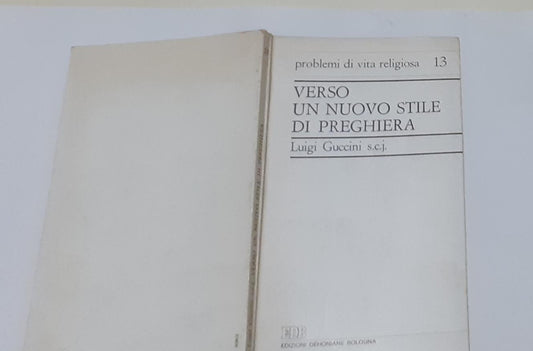 problemi di vita religiosa 13
VERSO
UN NUOVO STILE
DI PREGHIERA
Luigi Guccini s.c.j.
EDB
EDIZIONI DEHONIANE BOLOGNA